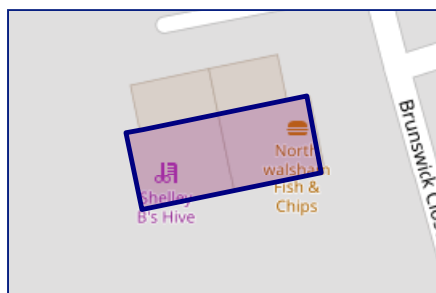 Shelley
B's Hive
North
walsham
Fish &
Chips
Brunswick Clo